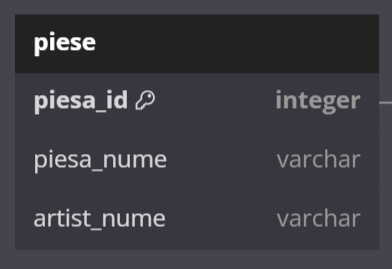 piese
piesa_id integer
piesa_nume varchar
artist_nume varchar